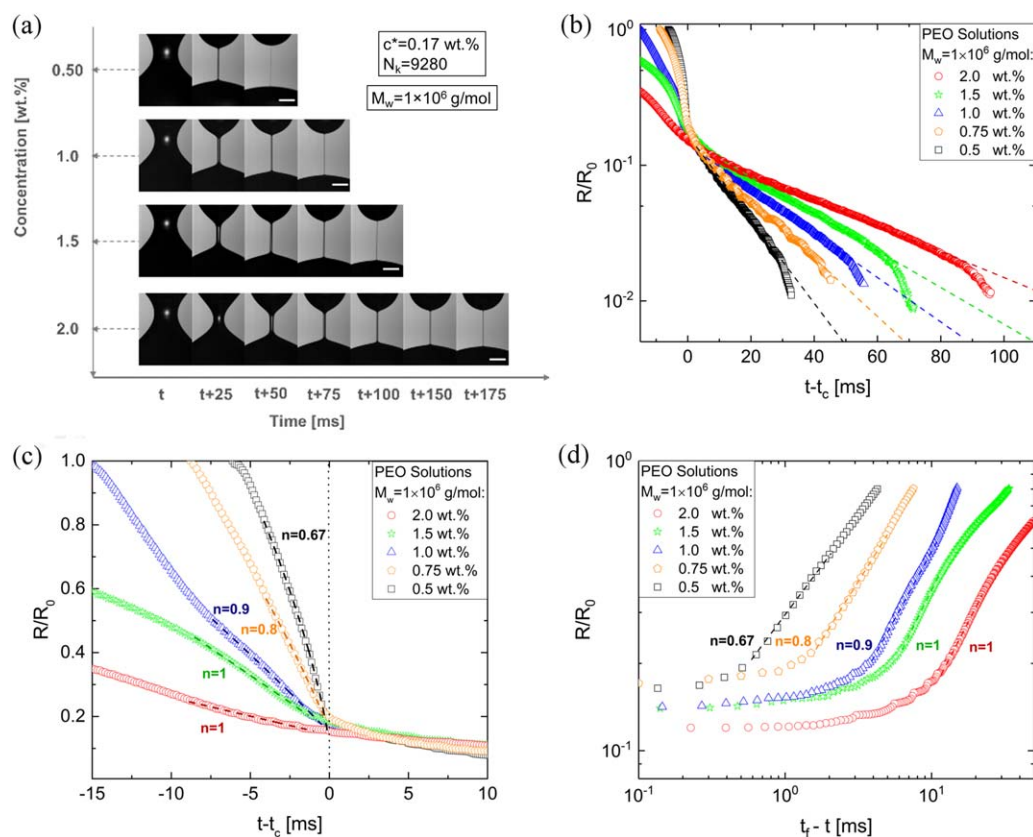 (a)
c*=0.17 wt.%
N_k=9280
M_w=1×10^6 g/mol
Concentration [wt.%]
0.50
1.0
1.5
2.0
t t+25 t+50 t+75 t+100 t+150 t+175
Time [ms]
(b)
PEO Solutions
M_w=1×10^6 g/mol:
2.0 wt.%
1.5 wt.%
1.0 wt.%
0.75 wt.%
0.5 wt.%
R/R_0
10^0
10^-1
10^-2
0 20 40 60 80 100
t-t_c [ms]
(c)
PEO Solutions
M_w=1×10^6 g/mol:
2.0 wt.%
1.5 wt.%
1.0 wt.%
0.75 wt.%
0.5 wt.%
R/R_0
1.0
0.8
0.6
0.4
0.2
n=0.67
n=0.9
n=0.8
n=1
n=1
-15 -10 -5 0 5 10
t-t_c [ms]
(d)
PEO Solutions
M_w=1×10^6 g/mol:
2.0 wt.%
1.5 wt.%
1.0 wt.%
0.75 wt.%
0.5 wt.%
R/R_0
10^0
10^-1
n=0.67 n=0.8 n=0.9 n=1 n=1
10^-1 10^0 10^1
t_f - t [ms]